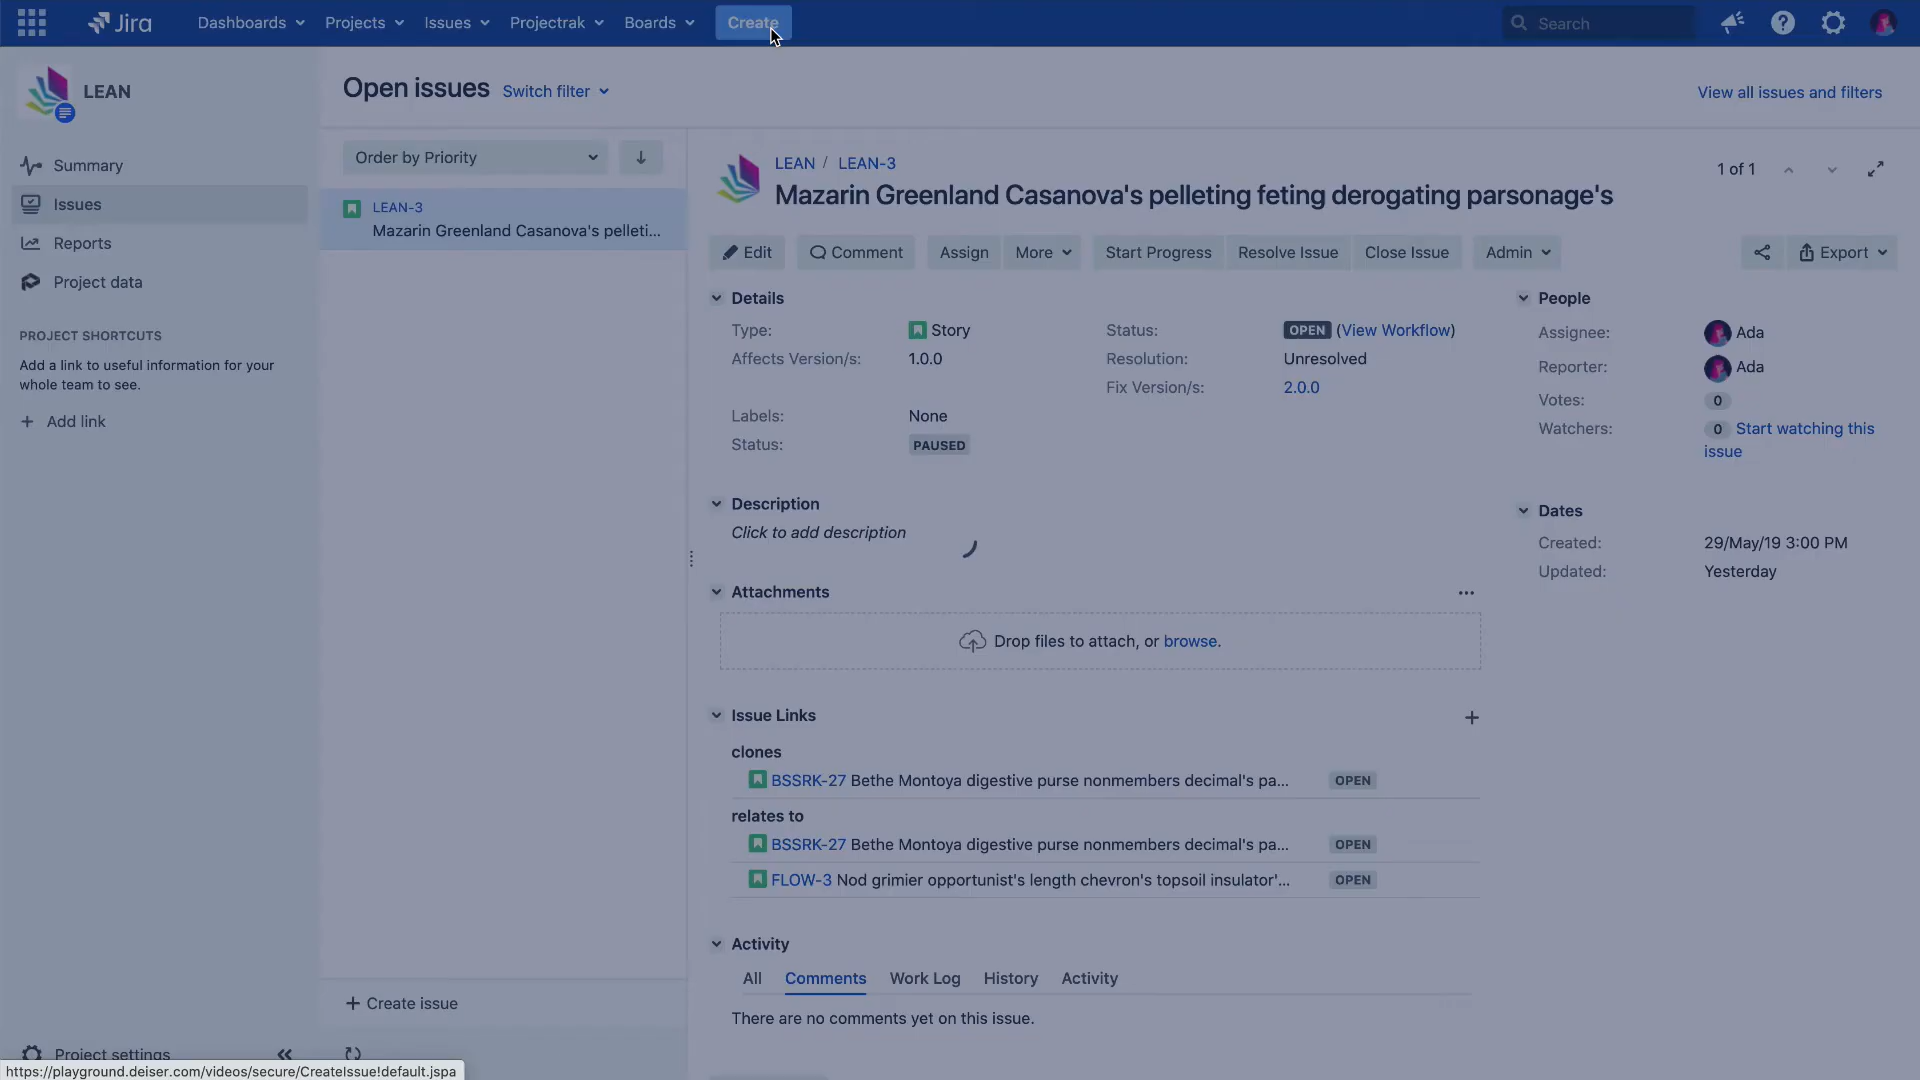 Jira
Dashboards
Projects
Issues
Projectrak
Boards
Create
Search
LEAN
Summary
Issues
Reports
Project data
PROJECT SHORTCUTS
Add a link to useful information for your
whole team to see.
Add link
Project settings
Open issues
Switch filter
View all issues and filters
Order by Priority
LEAN-3
Mazarin Greenland Casanova's pelleti...
Create issue
LEAN / LEAN-3
1 of 1
Mazarin Greenland Casanova's pelleting feting derogating parsonage's
Edit
Comment
Assign
More
Start Progress
Resolve Issue
Close Issue
Admin
Export
Details
Type: Story
Status: OPEN (View Workflow)
Affects Version/s: 1.0.0
Resolution: Unresolved
Fix Version/s: 2.0.0
Labels: None
Status: PAUSED
Description
Click to add description
Attachments
Drop files to attach, or browse.
Issue Links
clones
BSSRK-27 Bethe Montoya digestive purse nonmembers decimal's pa... OPEN
relates to
BSSRK-27 Bethe Montoya digestive purse nonmembers decimal's pa... OPEN
FLOW-3 Nod grimier opportunist's length chevron's topsoil insulator'... OPEN
Activity
All
Comments
Work Log
History
Activity
There are no comments yet on this issue.
People
Assignee: Ada
Reporter: Ada
Votes: 0
Watchers: 0 Start watching this
issue
Dates
Created: 29/May/19 3:00 PM
Updated: Yesterday
https://playground.deiser.com/videos/secure/CreateIssue!default.jspa